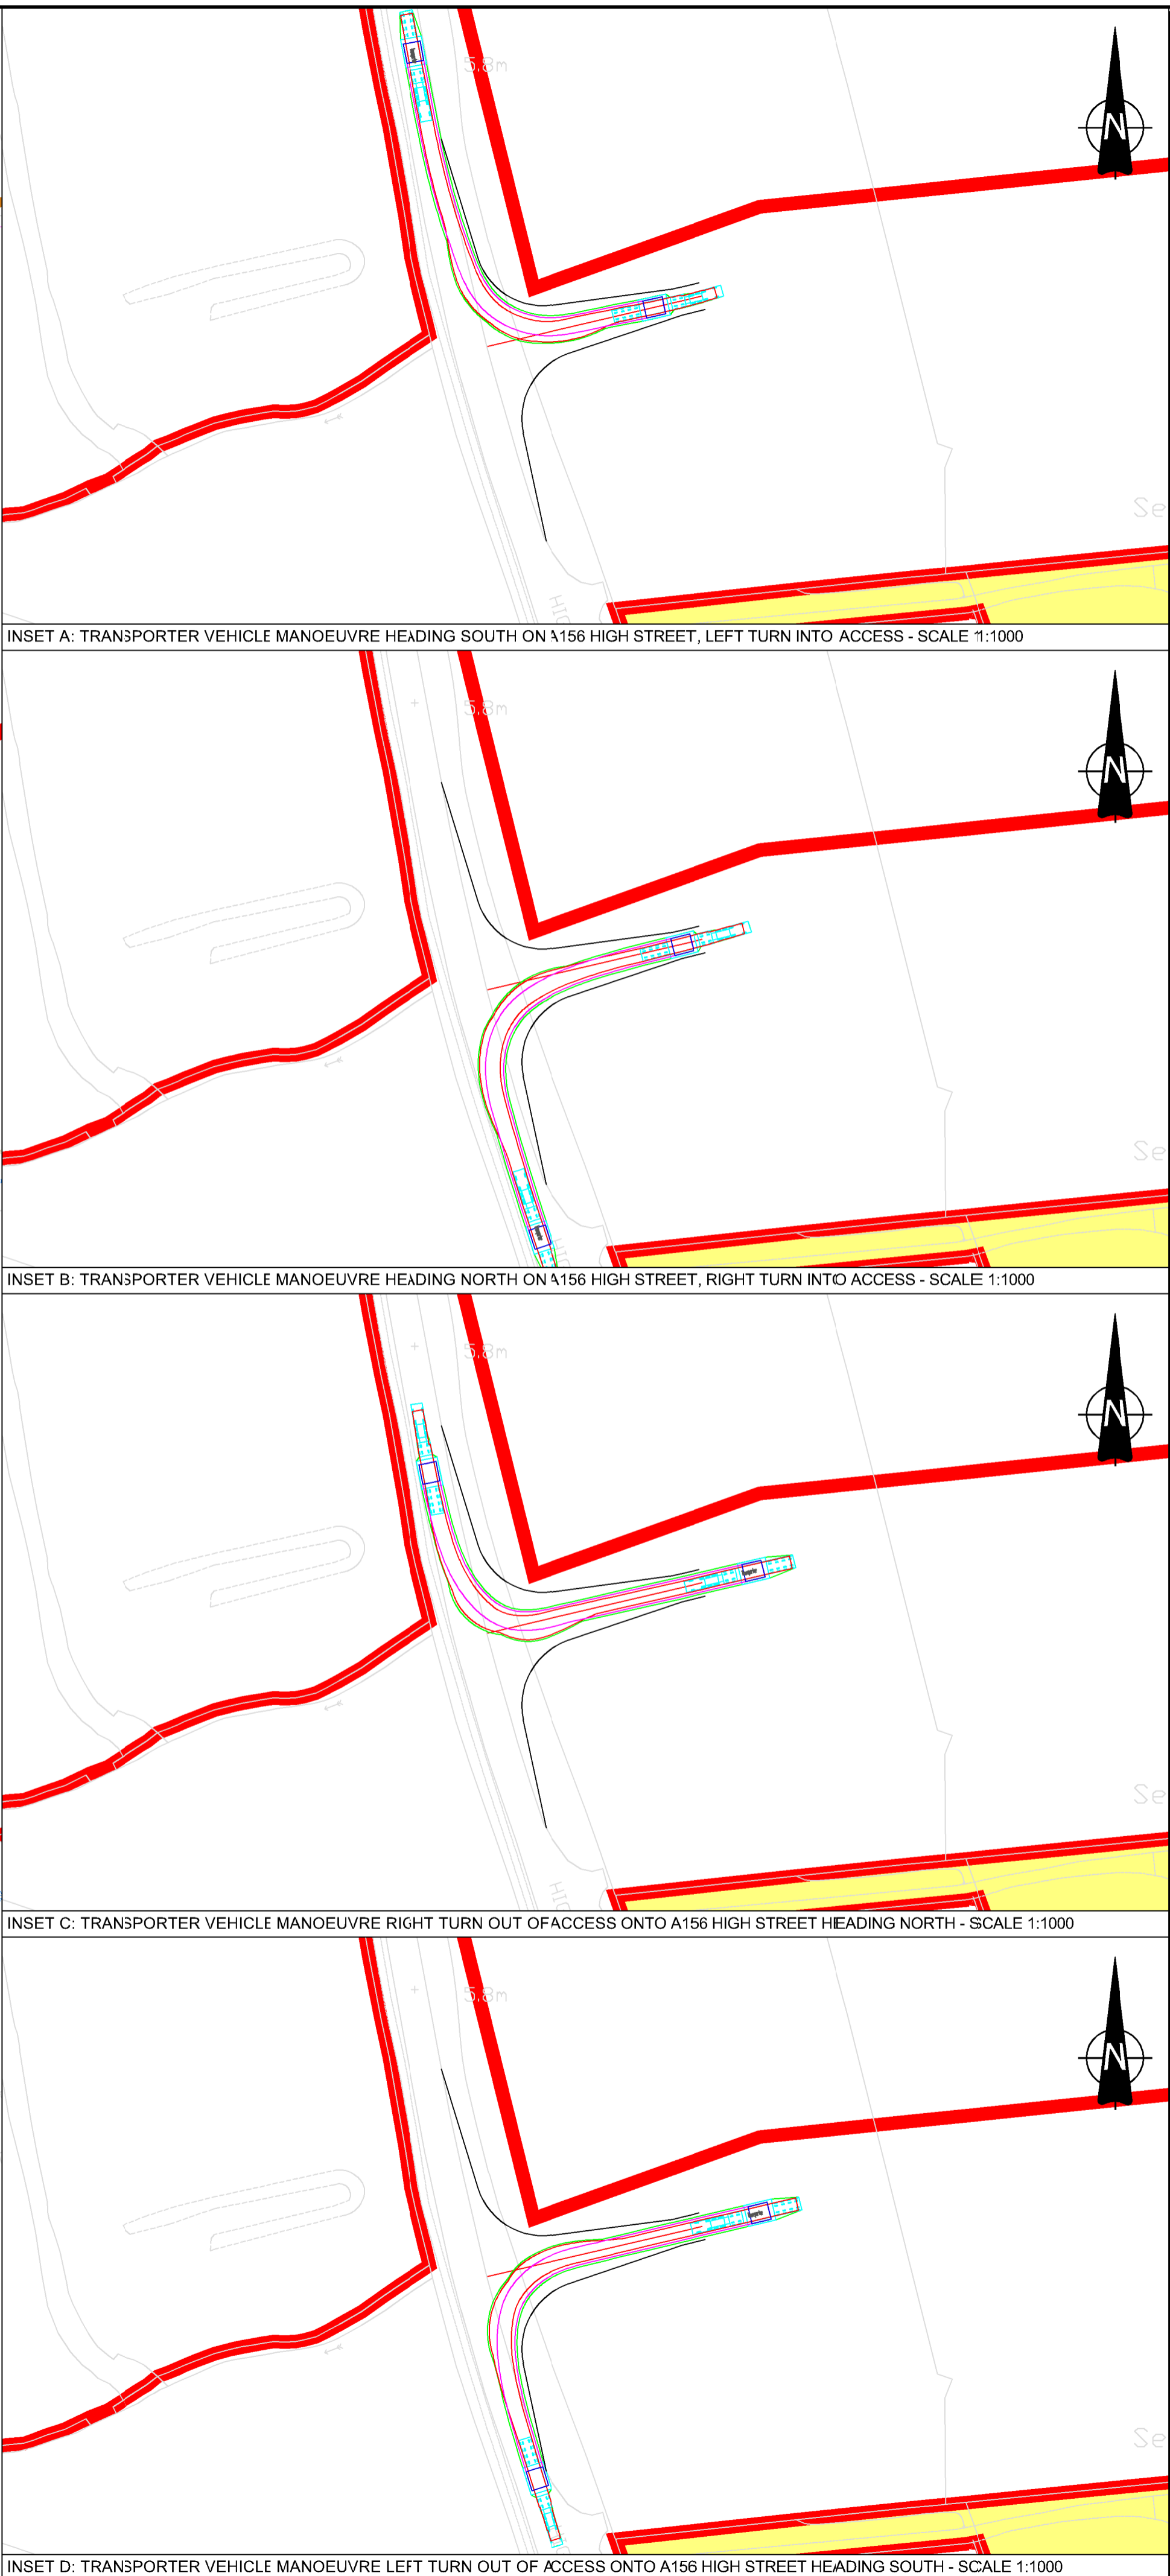 5.8m
N
Se
HIG
INSET A: TRANSPORTER VEHICLE MANOEUVRE HEADING SOUTH ON A156 HIGH STREET, LEFT TURN INTO ACCESS - SCALE 1:1000
5.8m
N
Se
HIG
INSET B: TRANSPORTER VEHICLE MANOEUVRE HEADING NORTH ON A156 HIGH STREET, RIGHT TURN INTO ACCESS - SCALE 1:1000
5.8m
N
Se
HIG
INSET C: TRANSPORTER VEHICLE MANOEUVRE RIGHT TURN OUT OF ACCESS ONTO A156 HIGH STREET HEADING NORTH - SCALE 1:1000
5.8m
N
Se
INSET D: TRANSPORTER VEHICLE MANOEUVRE LEFT TURN OUT OF ACCESS ONTO A156 HIGH STREET HEADING SOUTH - SCALE 1:1000